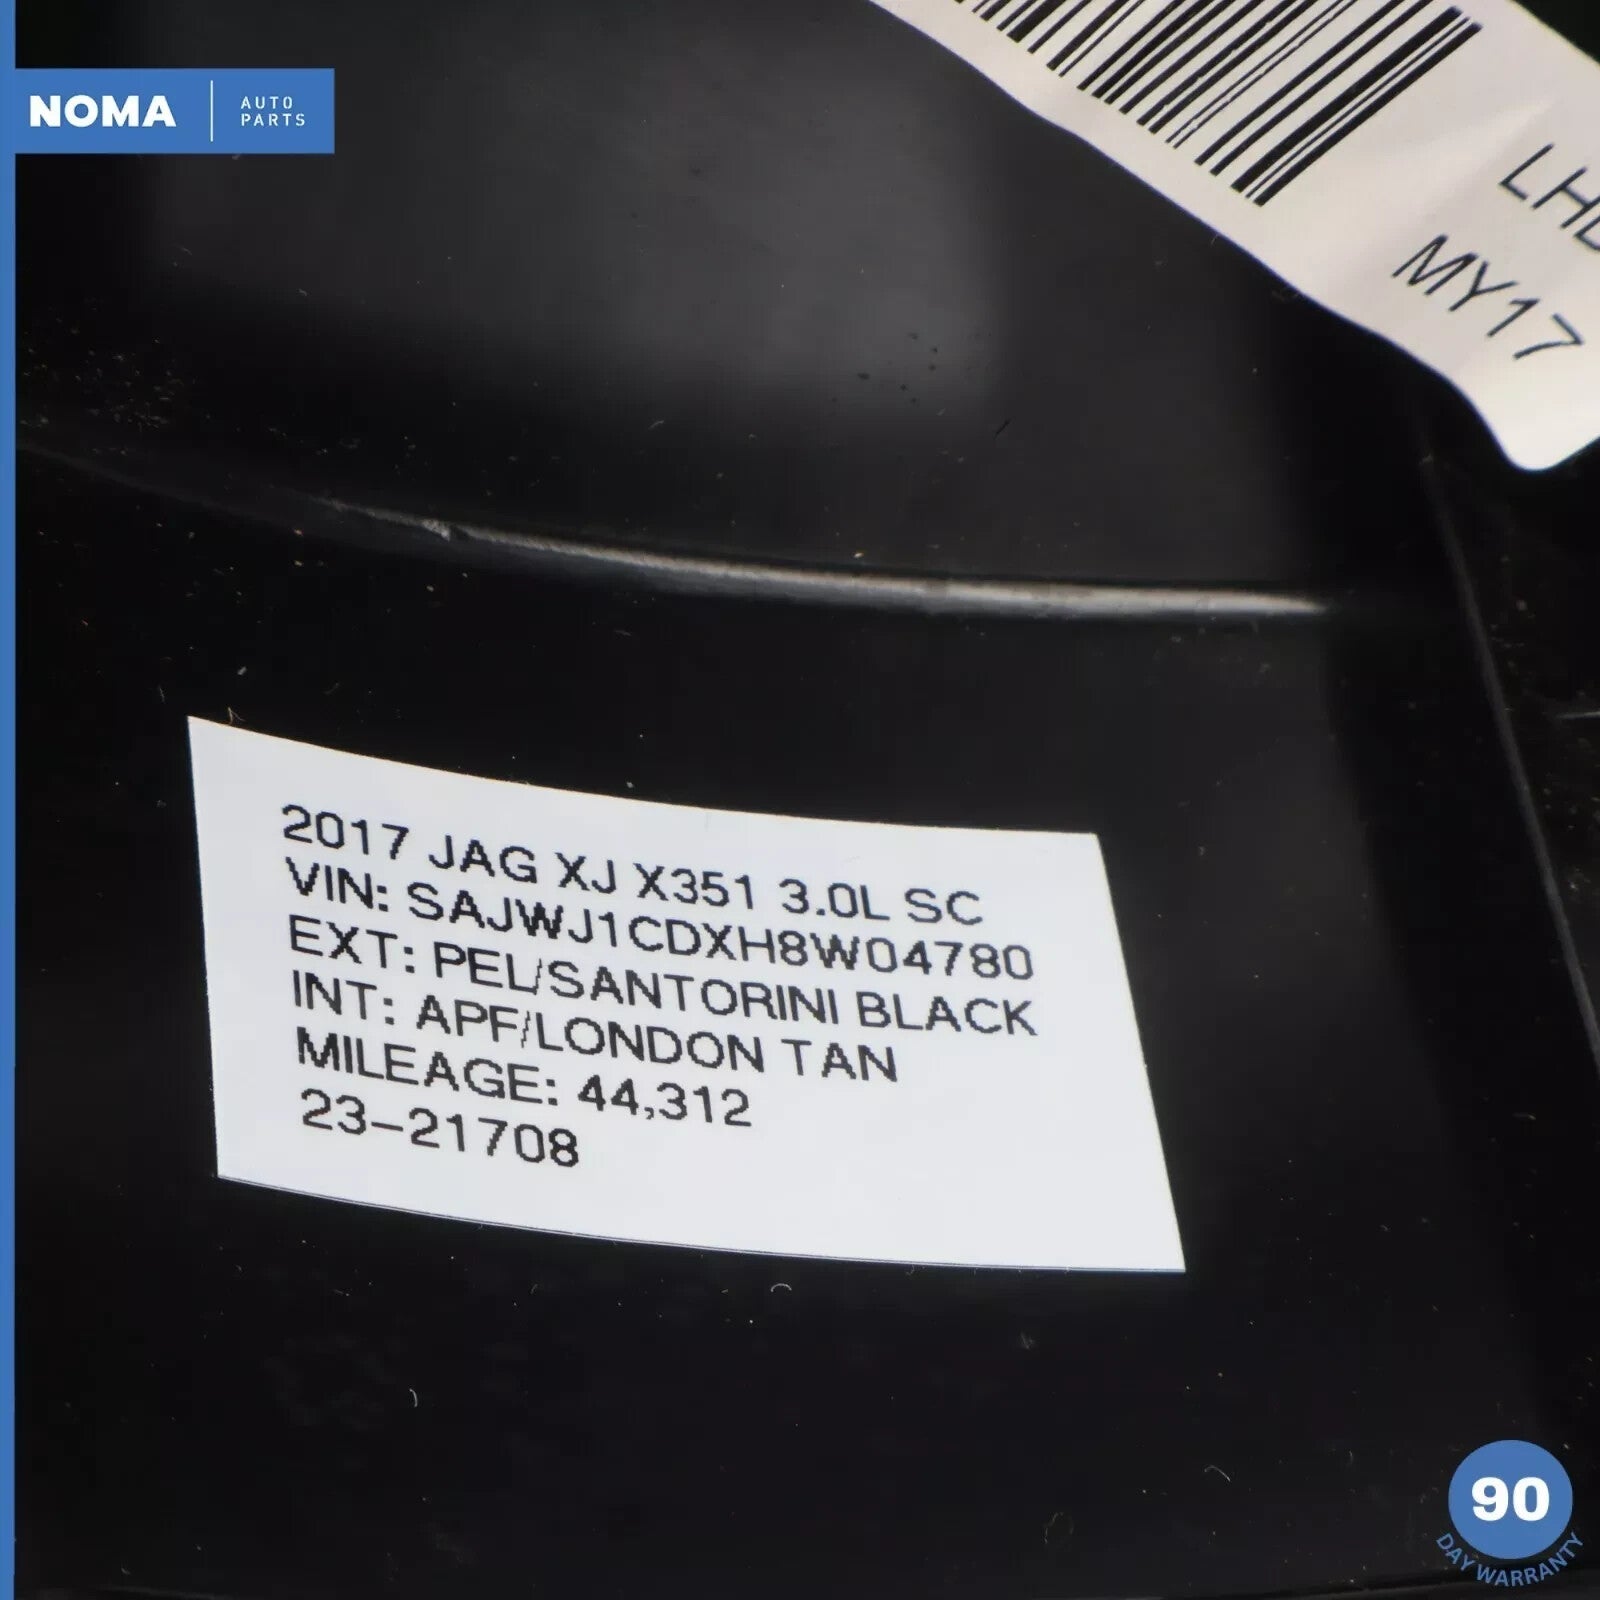 NOMA
AUTO
PARTS
MY17
2017 JAG XJ X351 3.0L SC
VIN: SAJWJ1CDXH8W04780
EXT: PEL/SANTORINI BLACK
INT: APF/LONDON TAN
MILEAGE: 44,312
23-21708
90
DAY WARRANTY